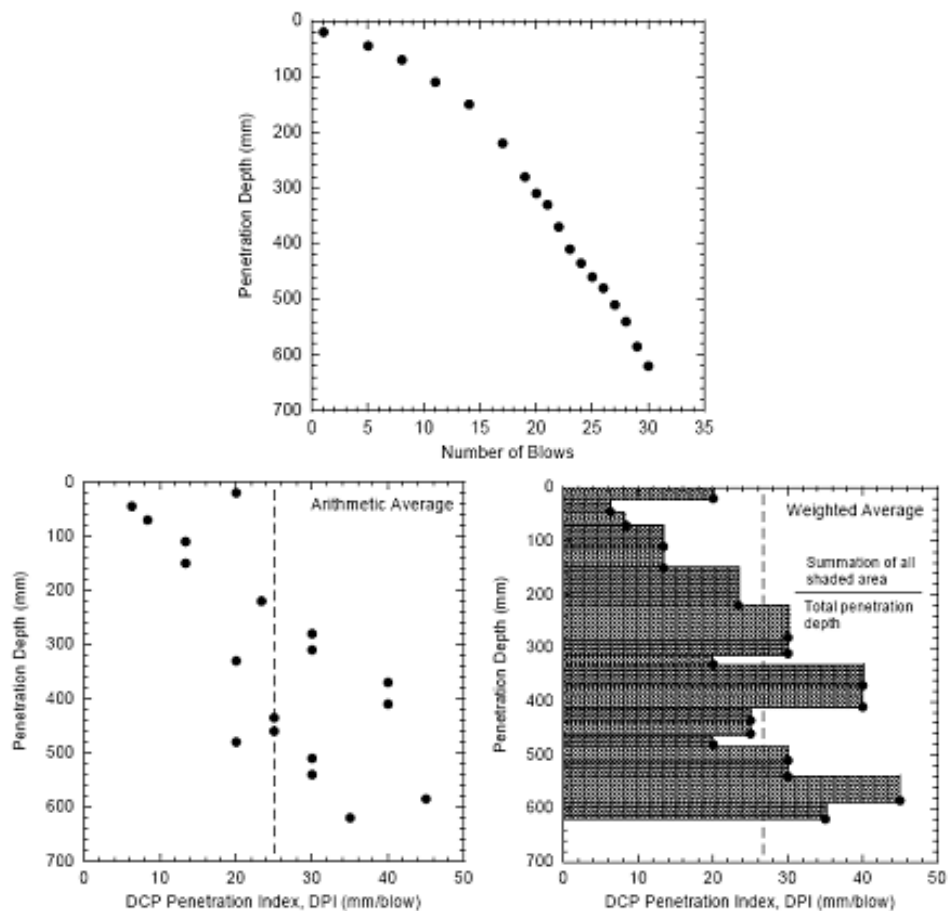 0
100
200
300
400
500
600
700
Penetration Depth (mm)
0 5 10 15 20 25 30 35
Number of Blows
0
100
200
300
400
500
600
700
Penetration Depth (mm)
Arithmetic Average
0 10 20 30 40 50
DCP Penetration Index, DPI (mm/blow)
0
100
200
300
400
500
600
700
Penetration Depth (mm)
Weighted Average
Summation of all
shaded area
Total penetration
depth
0 10 20 30 40 50
DCP Penetration Index, DPI (mm/blow)